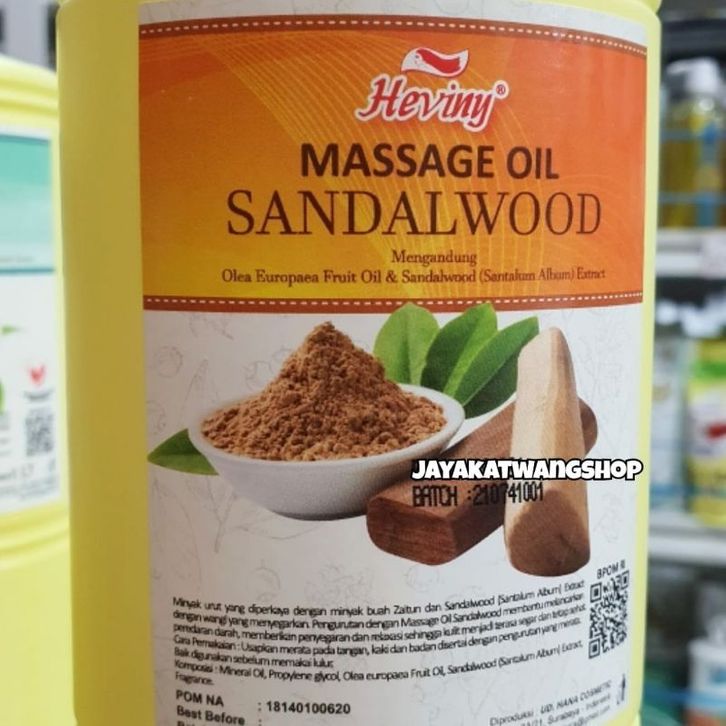 Heviny®
MASSAGE OIL
SANDALWOOD
Mengandung
Olea Europaea Fruit Oil & Sandalwood (Santalum Album) Extract
JAYAKATWANGSHOP
BATCH :210741001
BPOM RI
Minyak urut yang diperkaya dengan minyak buah Zaitun dan Sandalwood (Santalum Album) Extract
dengan wangi yang menyegarkan. Pengurutan dengan Massage Oil Sandalwood membantu melancarkan
peredaran darah, memberikan penyegaran dan relaxasi sehingga kulit menjadi terasa segar dan tetap sehat.
Cara Pemakaian : Usapkan merata pada tangan, kaki dan badan disertai dengan pengurutan yang merata.
Baik digunakan sebelum memakai lulur.
Komposisi : Mineral Oil, Propylene glycol, Olea europaea Fruit Oil, Sandalwood (Santalum Album) Extract,
Fragrance.
POM NA : 18140100620
Best Before :
Diproduksi : UD. HANA COSMETIC
Surabaya - Indonesia